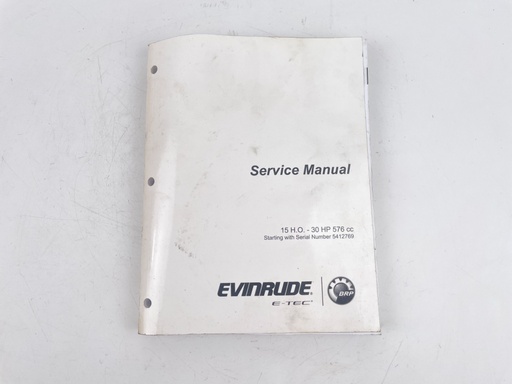 Service Manual
15 H.O. - 30 HP 576 cc
Starting with Serial Number 5412769
EVINRUDE®
E-TEC®
BRP